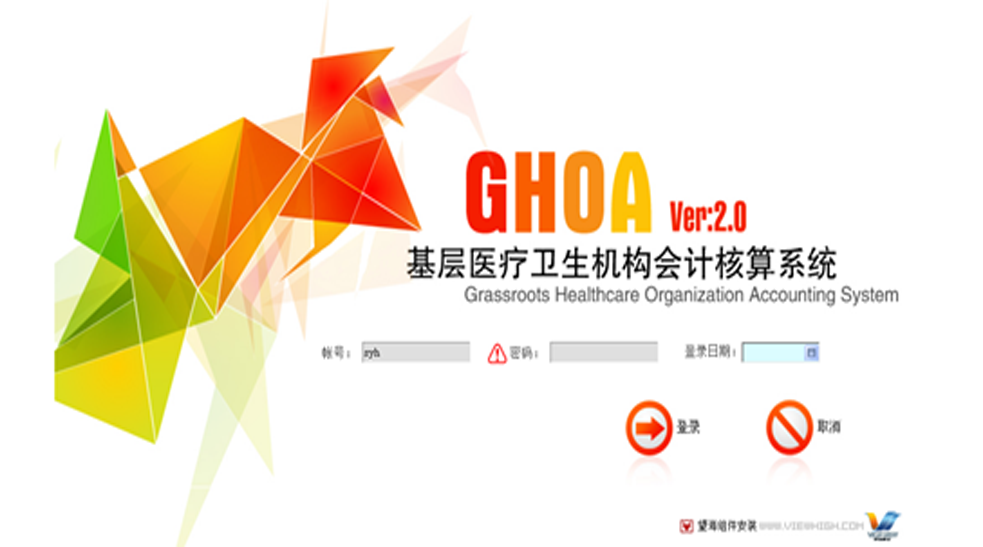 GHOA Ver:2.0
基层医疗卫生机构会计核算系统
Grassroots Healthcare Organization Accounting System
帐号： zyh 密码： 登录日期：
登录 取消
望海组件安装 WWW.VIEWHIGH.COM